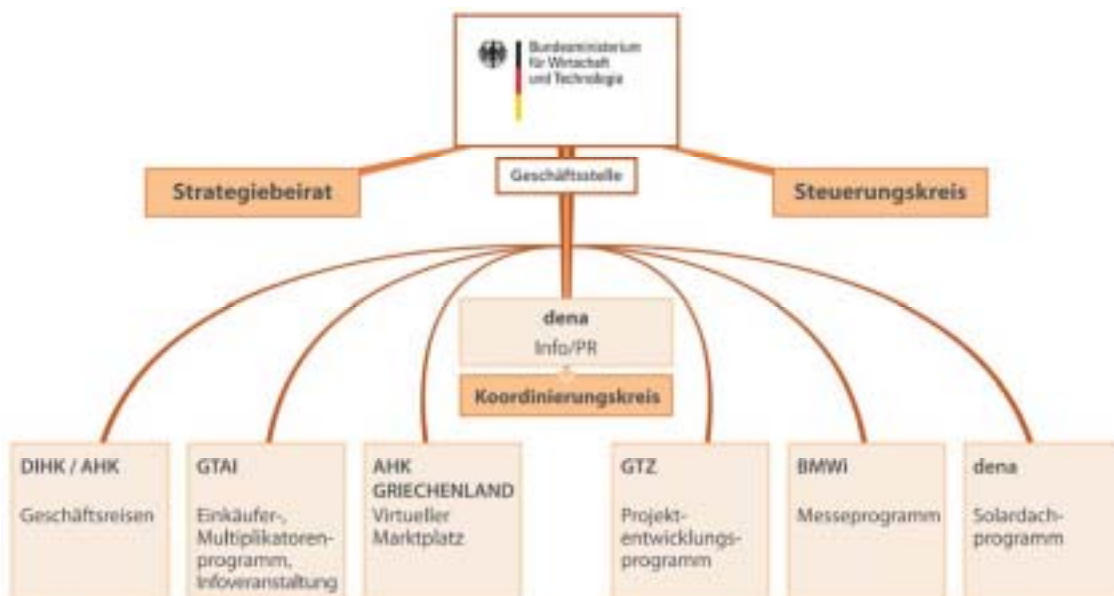 Bundesministerium
für Wirtschaft
und Technologie
Geschäftsstelle
Strategiebeirat
Steuerungskreis
dena
Info/PR
Koordinierungskreis
DIHK / AHK
Geschäftsreisen
GTAI
Einkäufer-,
Multiplikatoren-
programm,
Infoveranstaltung
AHK
GRIECHENLAND
Virtueller
Marktplatz
GTZ
Projekt-
entwicklungs-
programm
BMWi
Messeprogramm
dena
Solardach-
programm